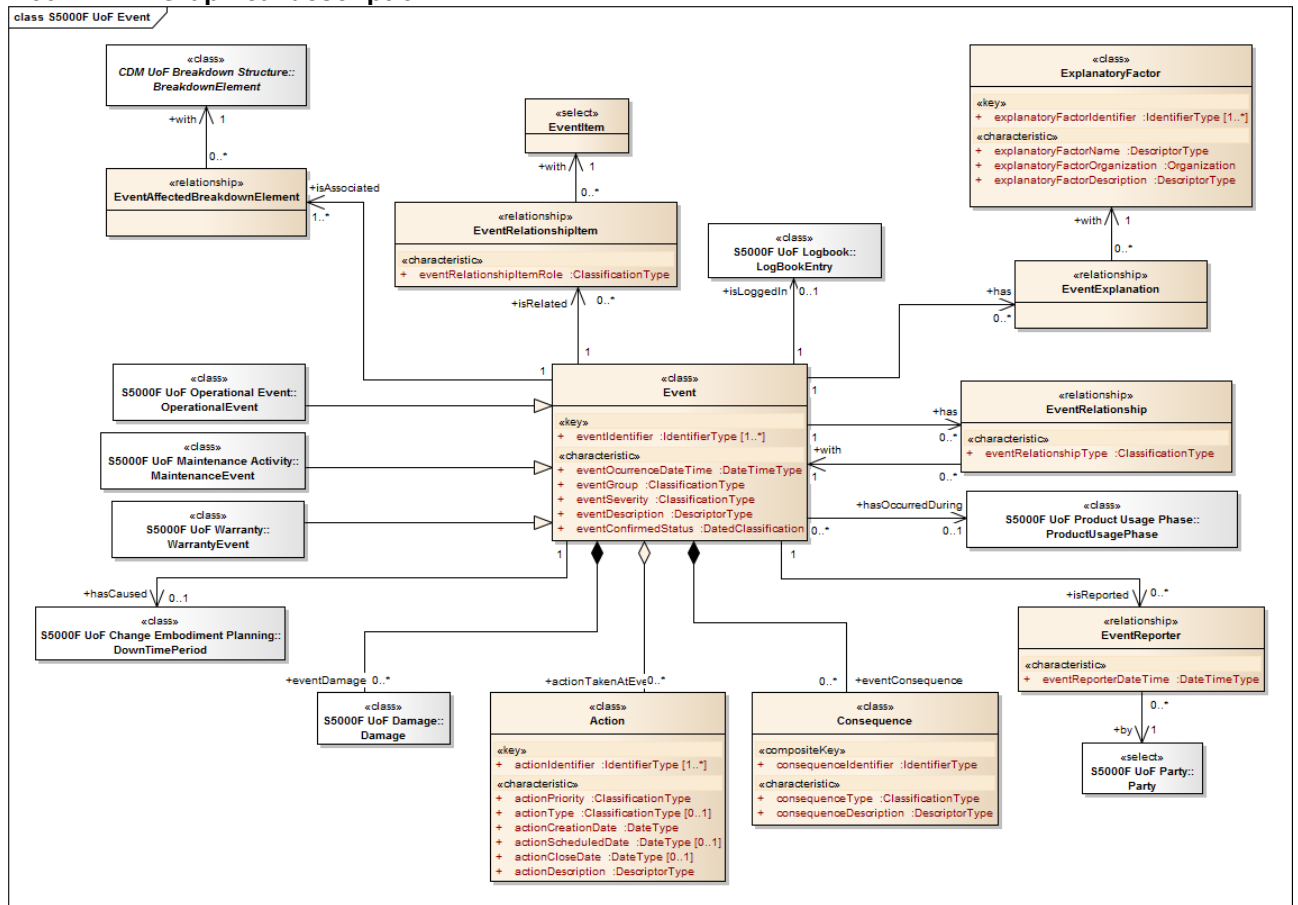 class S5000F UoF Event
«class»
CDM UoF Breakdown Structure::
BreakdownElement
+with
1
0..*
«relationship»
EventAffectedBreakdownElement
+isAssociated
1..*
«select»
EventItem
+with
1
0..*
«relationship»
EventRelationshipItem
«characteristic»
+ eventRelationshipItemRole :ClassificationType
+isRelated
0..*
1
«class»
S5000F UoF Logbook::
LogBookEntry
+isLoggedIn
0..1
1
«class»
ExplanatoryFactor
«key»
+ explanatoryFactorIdentifier :IdentifierType [1..*]
«characteristic»
+ explanatoryFactorName :DescriptorType
+ explanatoryFactorOrganization :Organization
+ explanatoryFactorDescription :DescriptorType
+with
1
0..*
«relationship»
EventExplanation
+has
0..*
1
1
«class»
Event
«key»
+ eventIdentifier :IdentifierType [1..*]
«characteristic»
+ eventOcurrenceDateTime :DateTimeType
+ eventGroup :ClassificationType
+ eventSeverity :ClassificationType
+ eventDescription :DescriptorType
+ eventConfirmedStatus :DatedClassification
«class»
S5000F UoF Operational Event::
OperationalEvent
«class»
S5000F UoF Maintenance Activity::
MaintenanceEvent
«class»
S5000F UoF Warranty::
WarrantyEvent
+has
1
0..*
+with
1
0..*
«relationship»
EventRelationship
«characteristic»
+ eventRelationshipType :ClassificationType
+hasOccurredDuring
0..*
0..1
«class»
S5000F UoF Product Usage Phase::
ProductUsagePhase
1
+hasCaused
0..1
«class»
S5000F UoF Change Embodiment Planning::
DownTimePeriod
+eventDamage
0..*
«class»
S5000F UoF Damage::
Damage
+actionTakenAtEve
0..*
«class»
Action
«key»
+ actionIdentifier :IdentifierType [1..*]
«characteristic»
+ actionPriority :ClassificationType
+ actionType :ClassificationType [0..1]
+ actionCreationDate :DateType
+ actionScheduledDate :DateType [0..1]
+ actionCloseDate :DateType [0..1]
+ actionDescription :DescriptorType
0..*
+eventConsequence
«class»
Consequence
«compositeKey»
+ consequenceIdentifier :IdentifierType
«characteristic»
+ consequenceType :ClassificationType
+ consequenceDescription :DescriptorType
1
+isReported
0..*
«relationship»
EventReporter
«characteristic»
+ eventReporterDateTime :DateTimeType
0..*
+by
1
«select»
S5000F UoF Party::
Party